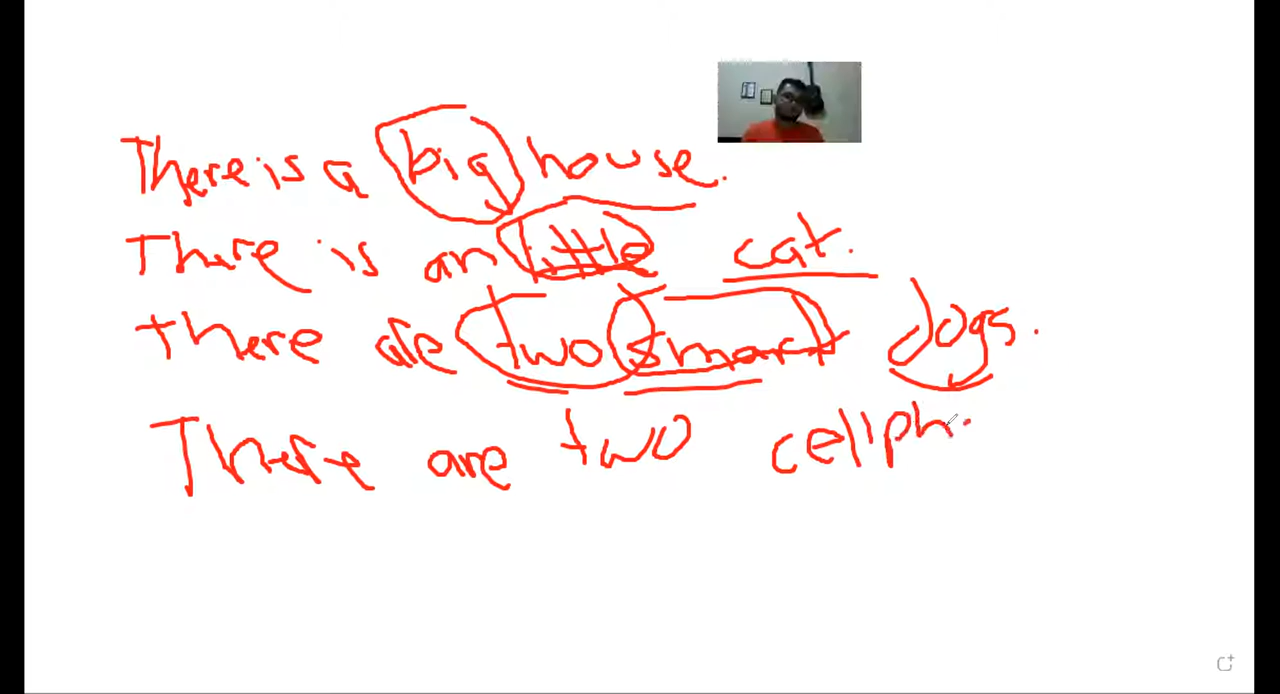 There is a big house.
There is an little cat.
There are two smart dogs.
There are two cellph.